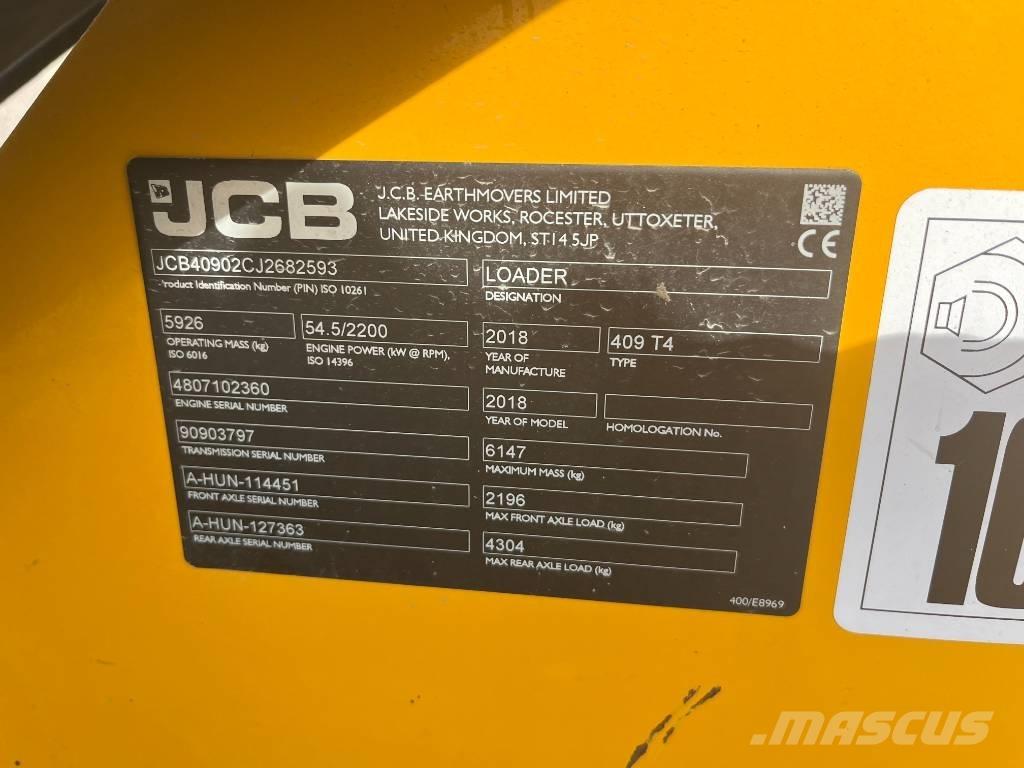 JCB
J.C.B. EARTHMOVERS LIMITED
LAKESIDE WORKS, ROCESTER, UTTOXETER,
UNITED KINGDOM, ST14 5JP
CE
JCB40902CJ2682593
Product Identification Number (PIN) ISO 10261
LOADER
DESIGNATION
5926
OPERATING MASS (kg)
ISO 6016
54.5/2200
ENGINE POWER (kW @ RPM),
ISO 14396
2018
YEAR OF
MANUFACTURE
409 T4
TYPE
4807102360
ENGINE SERIAL NUMBER
2018
YEAR OF MODEL
HOMOLOGATION No.
90903797
TRANSMISSION SERIAL NUMBER
6147
MAXIMUM MASS (kg)
A-HUN-114451
FRONT AXLE SERIAL NUMBER
2196
MAX FRONT AXLE LOAD (kg)
A-HUN-127363
REAR AXLE SERIAL NUMBER
4304
MAX REAR AXLE LOAD (kg)
400/E8969
MASCUS